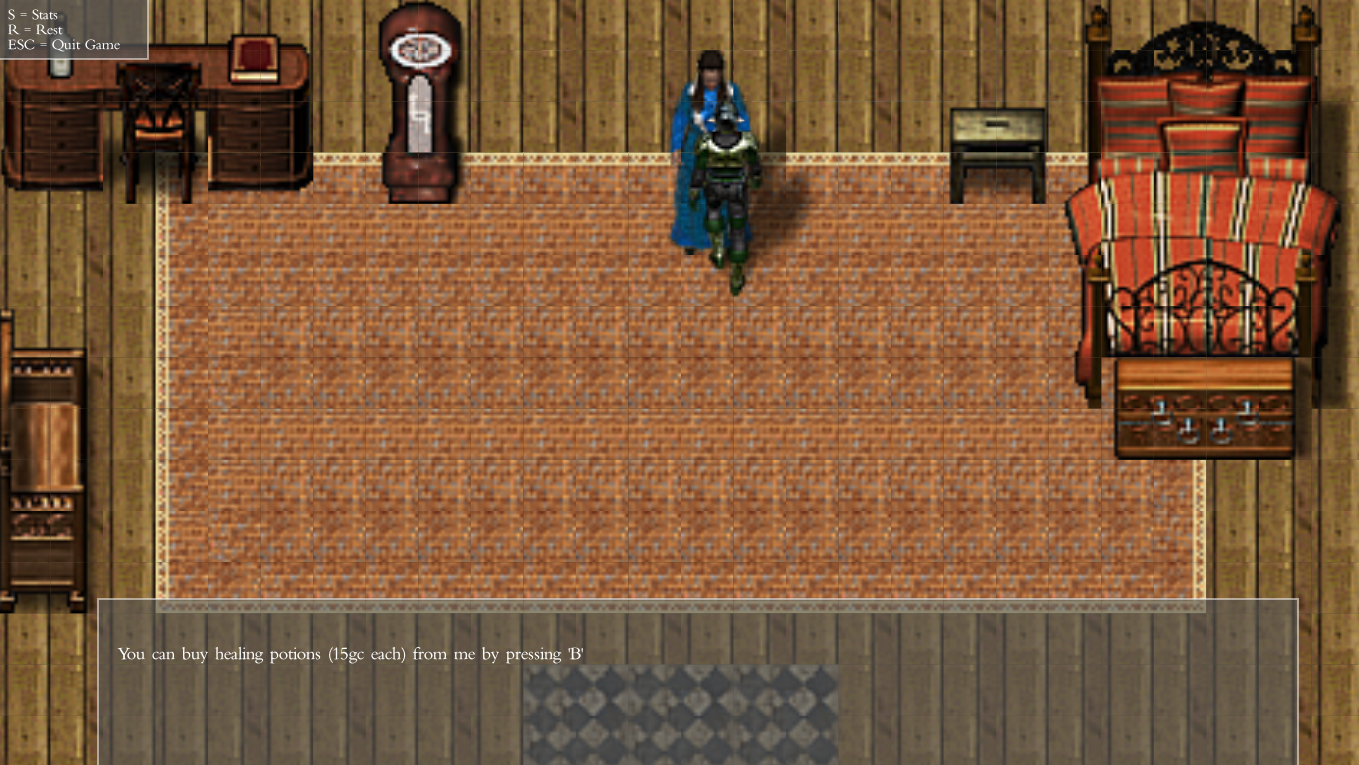 S = Stats
R = Rest
ESC = Quit Game
You can buy healing potions (15gc each) from me by pressing 'B'